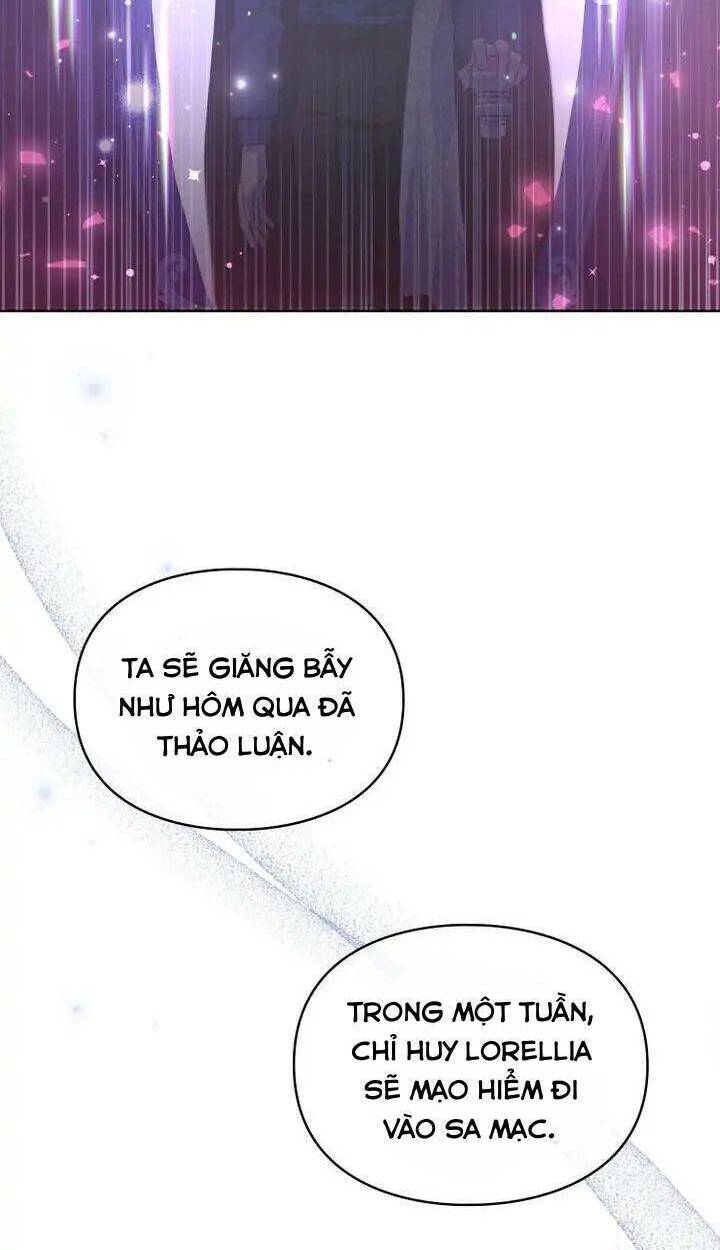 TA SẼ GIĂNG BẪY
NHƯ HÔM QUA ĐÃ
THẢO LUẬN.
TRONG MỘT TUẦN,
CHỈ HUY LORELLIA
SẼ MẠO HIỂM ĐI
VÀO SA MẠC.